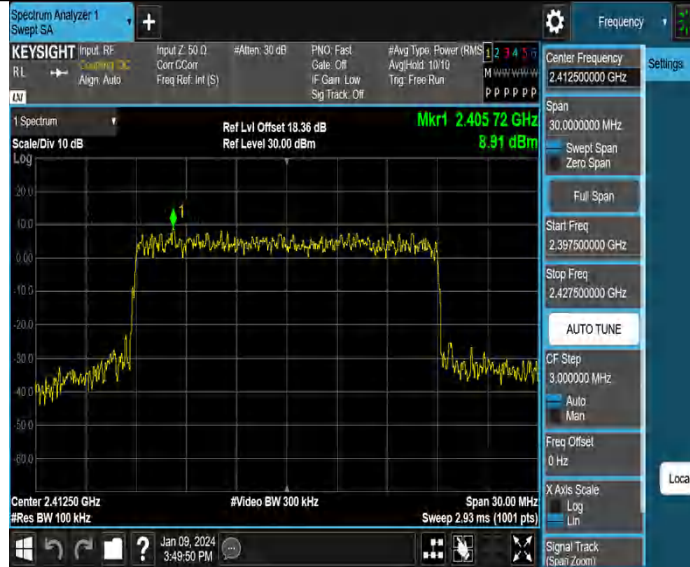 Spectrum Analyzer 1
Swept SA
+
Frequency
KEYSIGHT
RL
Input: RF
Coupling: DC
Align: Auto
Input Z: 50 Ω
Corr CCorr
Freq Ref: Int (S)
#Atten: 30 dB
PNO: Fast
Gate: Off
IF Gain: Low
Sig Track: Off
#Avg Type: Power (RMS
Avg|Hold: 10/10
Trig: Free Run
1 2 3 4 5 6
M W W W W W
P P P P P P
LXI
1 Spectrum
Scale/Div 10 dB
Ref Lvl Offset 18.36 dB
Ref Level 30.00 dBm
Mkr1 2.405 72 GHz
8.91 dBm
Log
20.0
10.0
0.00
-10.0
-20.0
-30.0
-40.0
-50.0
-60.0
1
Center 2.41250 GHz
#Res BW 100 kHz
#Video BW 300 kHz
Span 30.00 MHz
Sweep 2.93 ms (1001 pts)
Jan 09, 2024
3:49:50 PM
?
Center Frequency
2.412500000 GHz
Settings
Span
30.0000000 MHz
Swept Span
Zero Span
Full Span
Start Freq
2.397500000 GHz
Stop Freq
2.427500000 GHz
AUTO TUNE
CF Step
3.000000 MHz
Auto
Man
Freq Offset
0 Hz
Loca
X Axis Scale
Log
Lin
Signal Track
(Span Zoom)